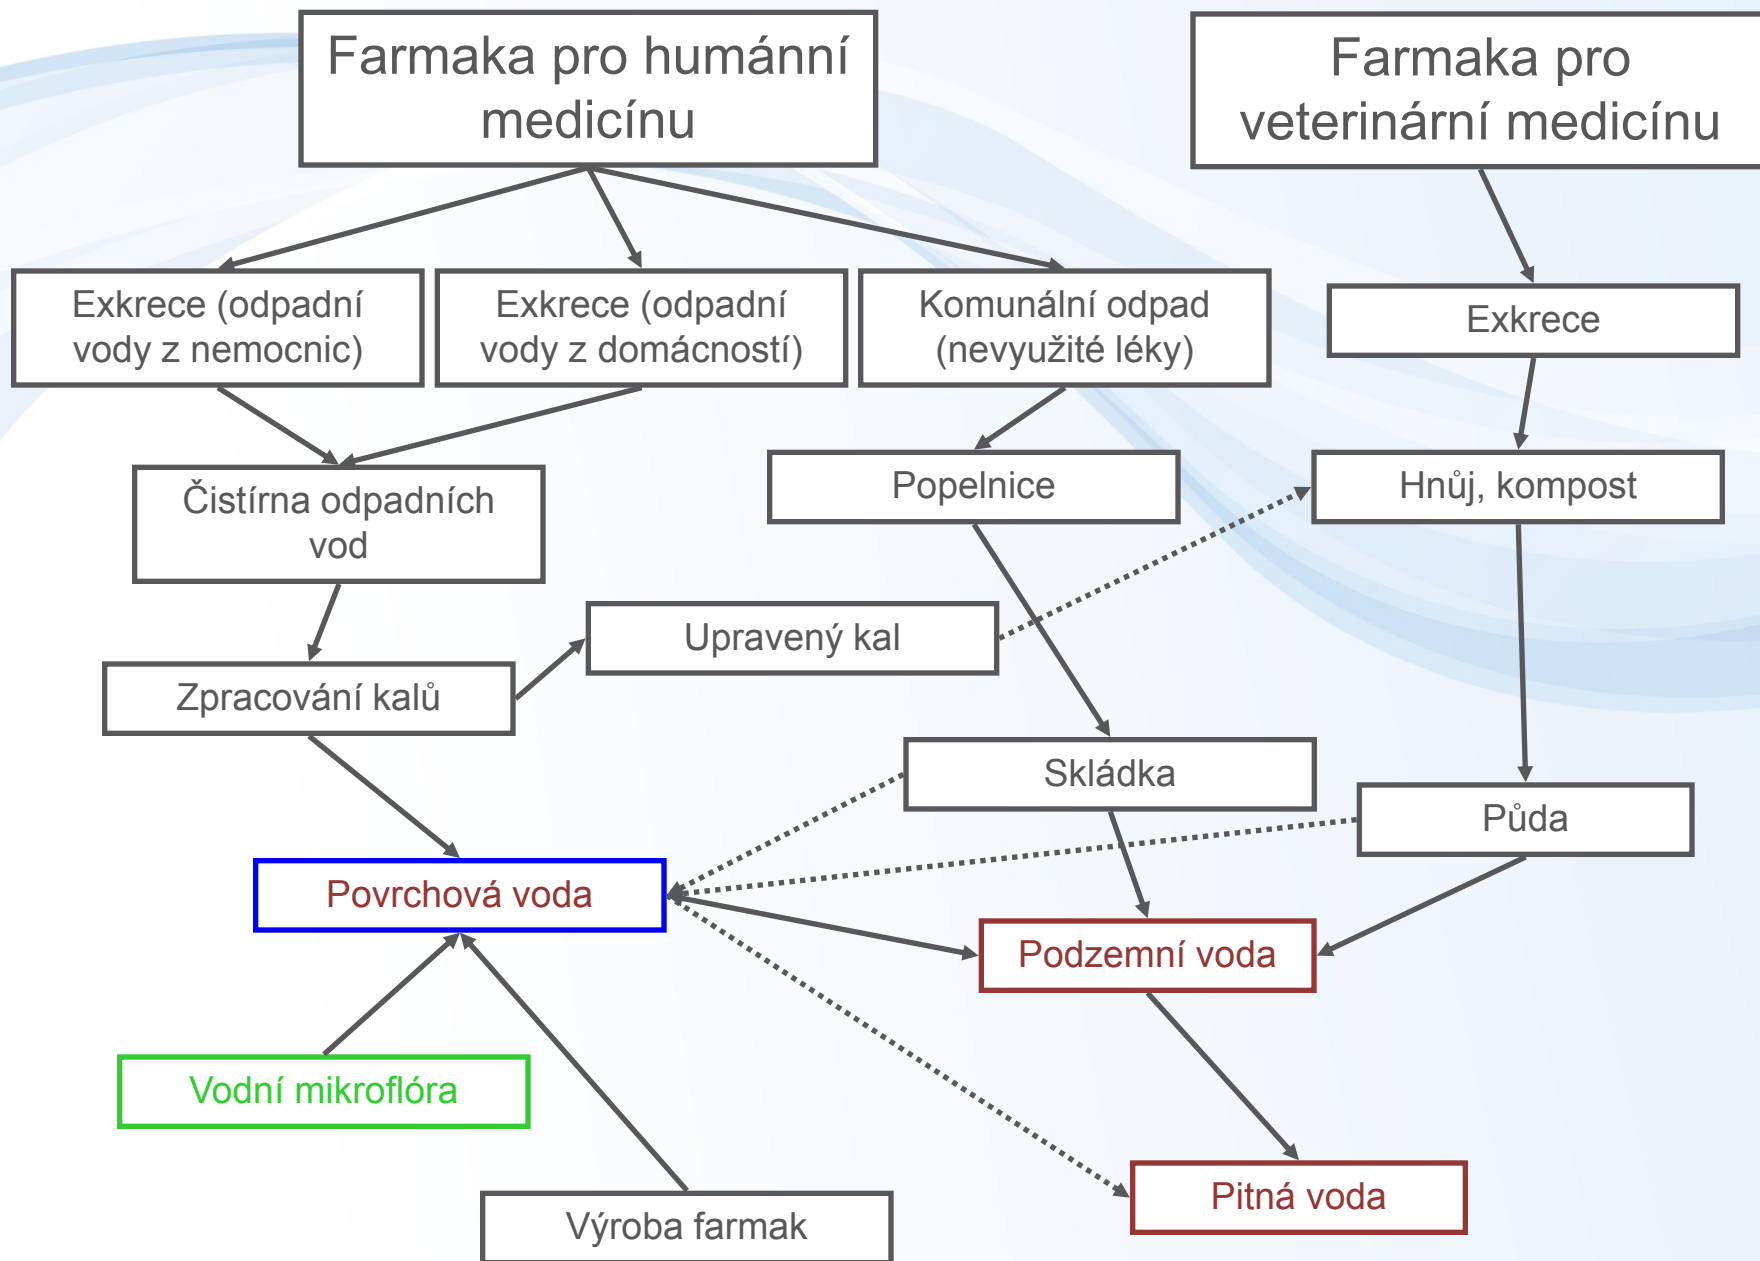 Farmaka pro humánní
medicínu
Farmaka pro
veterinární medicínu
Exkrece (odpadní
vody z nemocnic)
Exkrece (odpadní
vody z domácností)
Komunální odpad
(nevyužité léky)
Exkrece
Čistírna odpadních
vod
Popelnice
Hnůj, kompost
Upravený kal
Zpracování kalů
Skládka
Půda
Povrchová voda
Podzemní voda
Vodní mikroflóra
Výroba farmak
Pitná voda